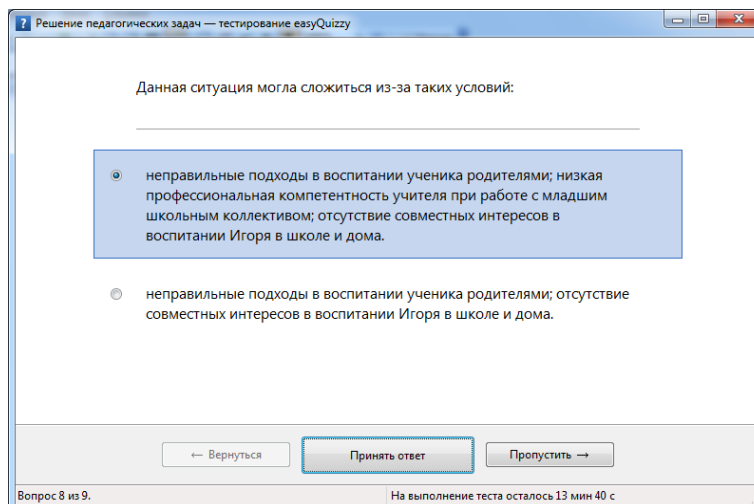 Решение педагогических задач — тестирование easyQuizzy
Данная ситуация могла сложиться из-за таких условий:
неправильные подходы в воспитании ученика родителями; низкая
профессиональная компетентность учителя при работе с младшим
школьным коллективом; отсутствие совместных интересов в
воспитании Игоря в школе и дома.
неправильные подходы в воспитании ученика родителями; отсутствие
совместных интересов в воспитании Игоря в школе и дома.
← Вернуться
Принять ответ
Пропустить →
Вопрос 8 из 9.
На выполнение теста осталось 13 мин 40 с